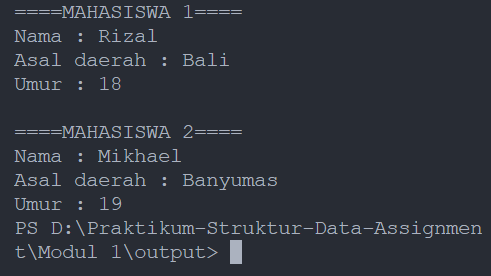 ====MAHASISWA 1====
Nama : Rizal
Asal daerah : Bali
Umur : 18

====MAHASISWA 2====
Nama : Mikhael
Asal daerah : Banyumas
Umur : 19
PS D:\Praktikum-Struktur-Data-Assignmen
t\Modul 1\output>